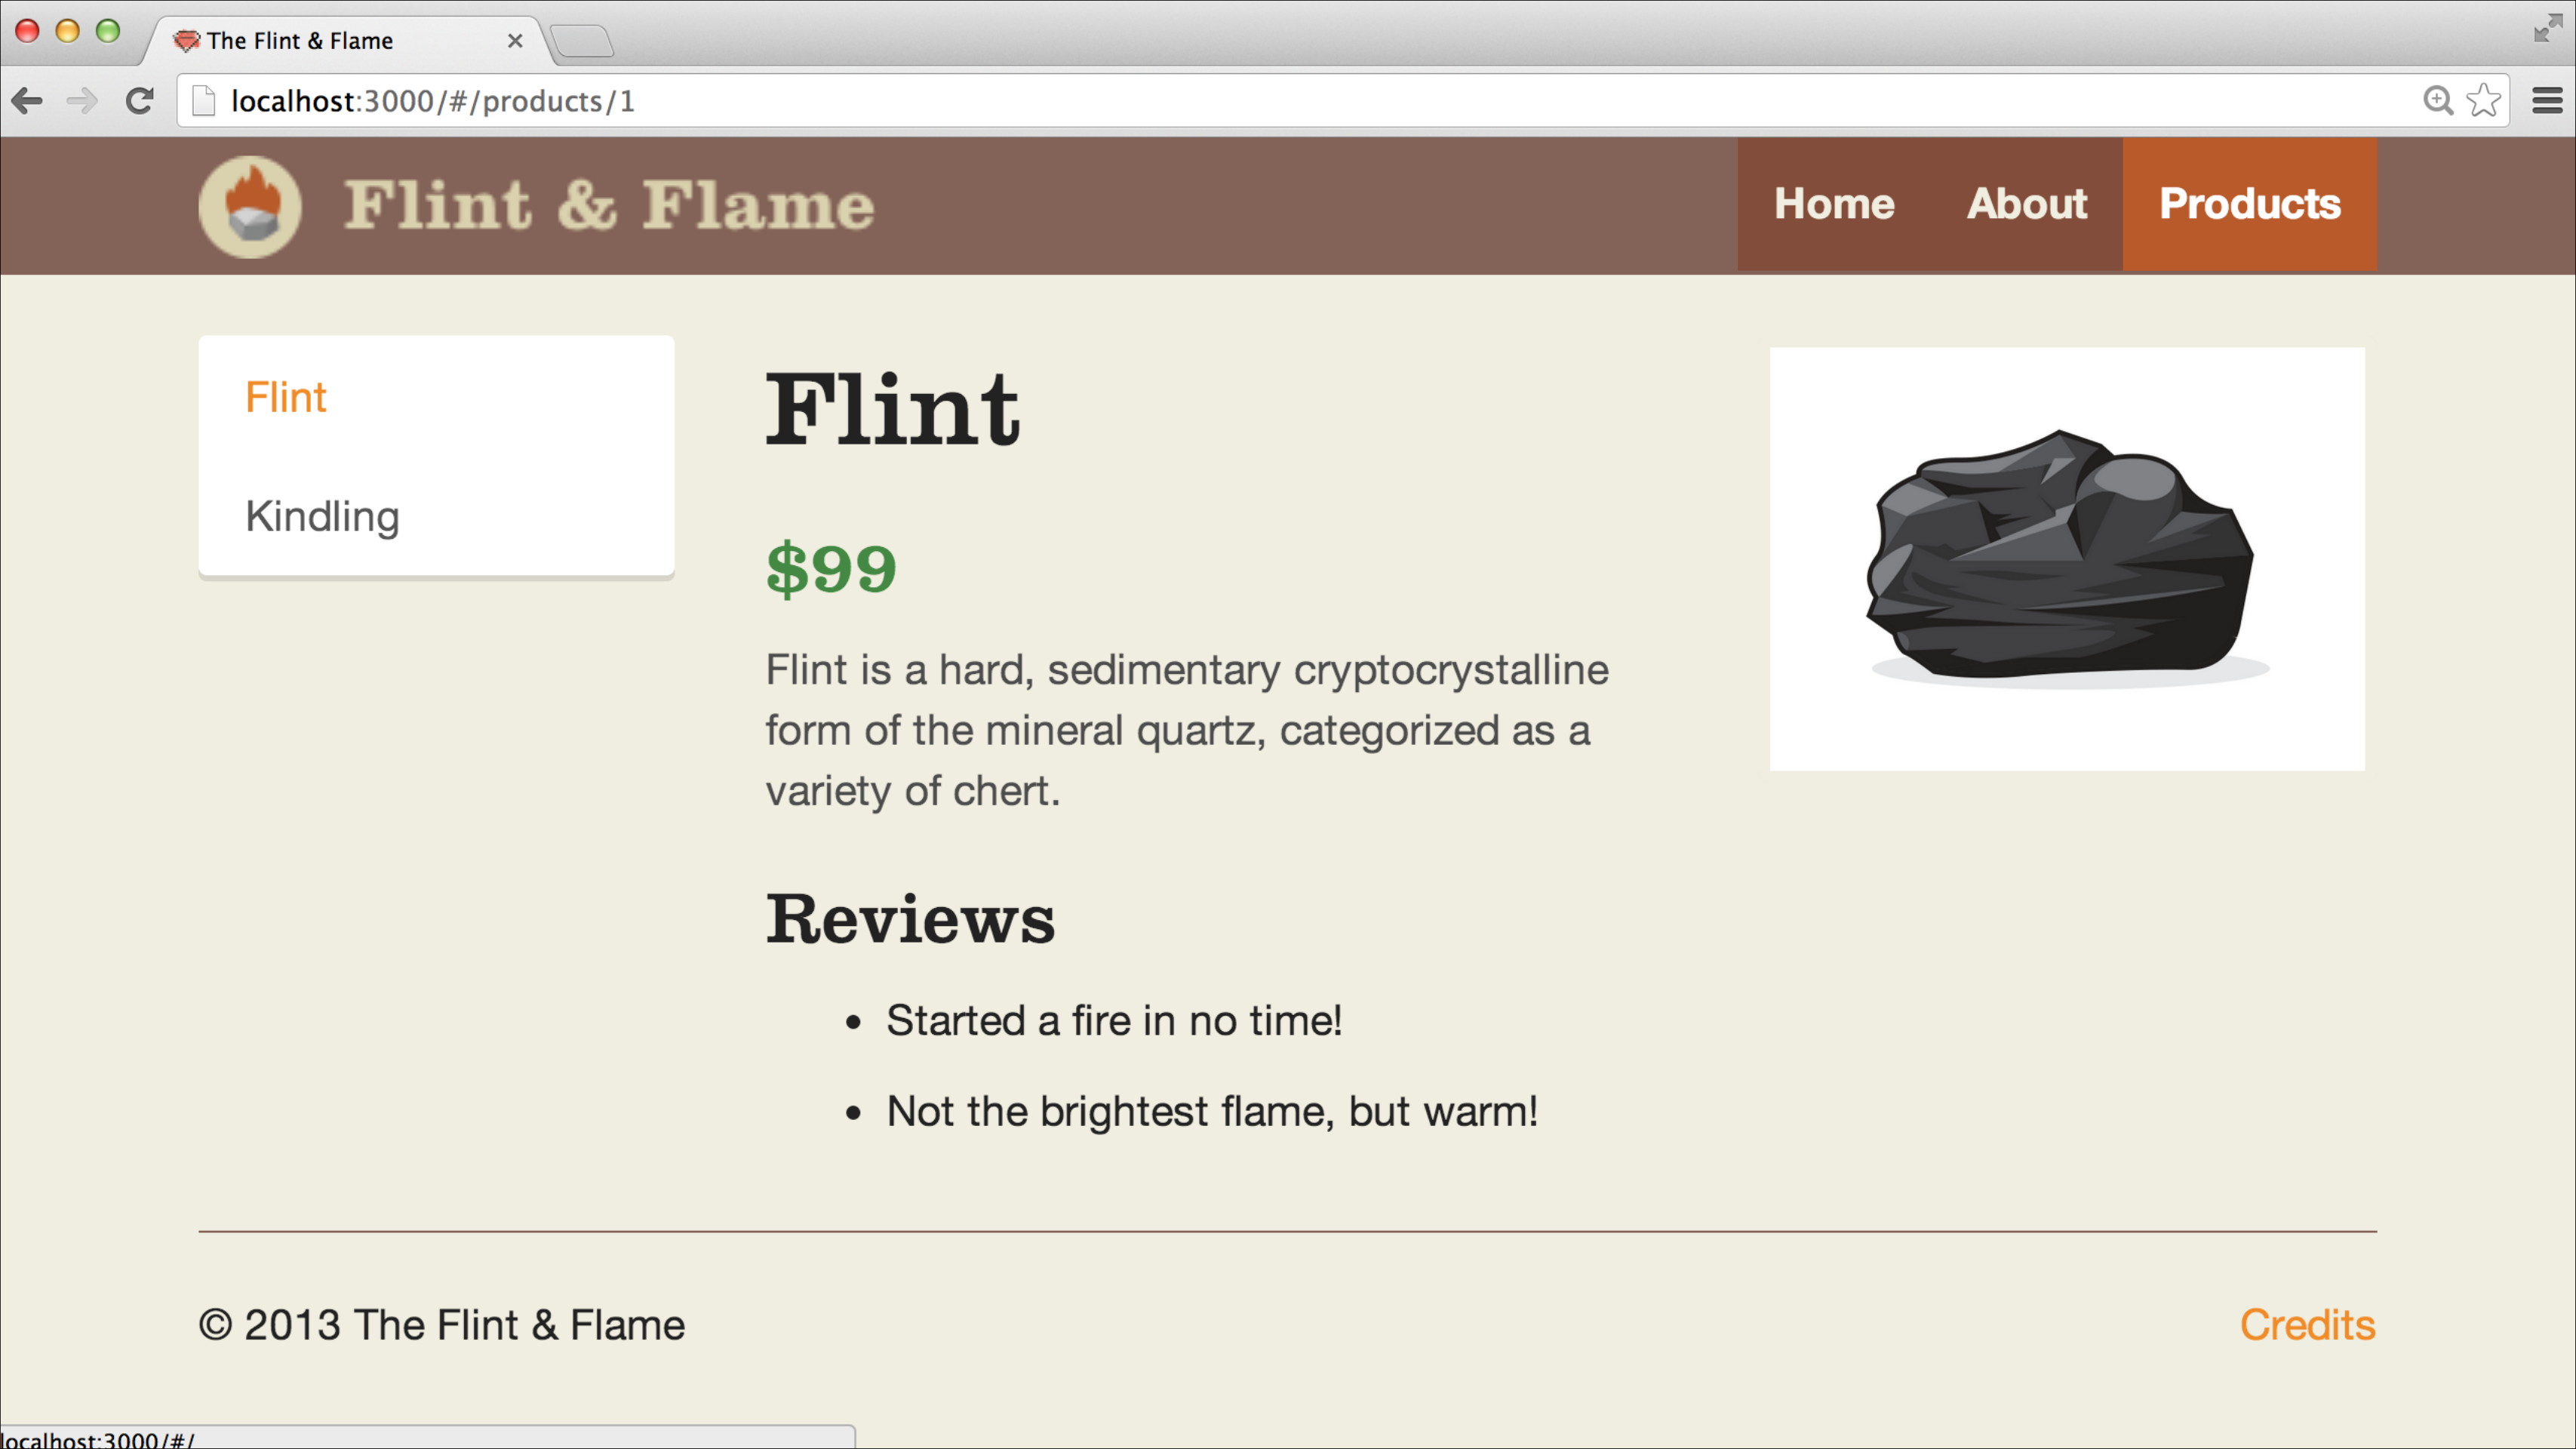 The Flint & Flame
localhost:3000/#/products/1
Flint & Flame
Home About Products
Flint
Kindling
Flint
$99
Flint is a hard, sedimentary cryptocrystalline
form of the mineral quartz, categorized as a
variety of chert.
Reviews
• Started a fire in no time!
• Not the brightest flame, but warm!
© 2013 The Flint & Flame
Credits
localhost:3000/#/